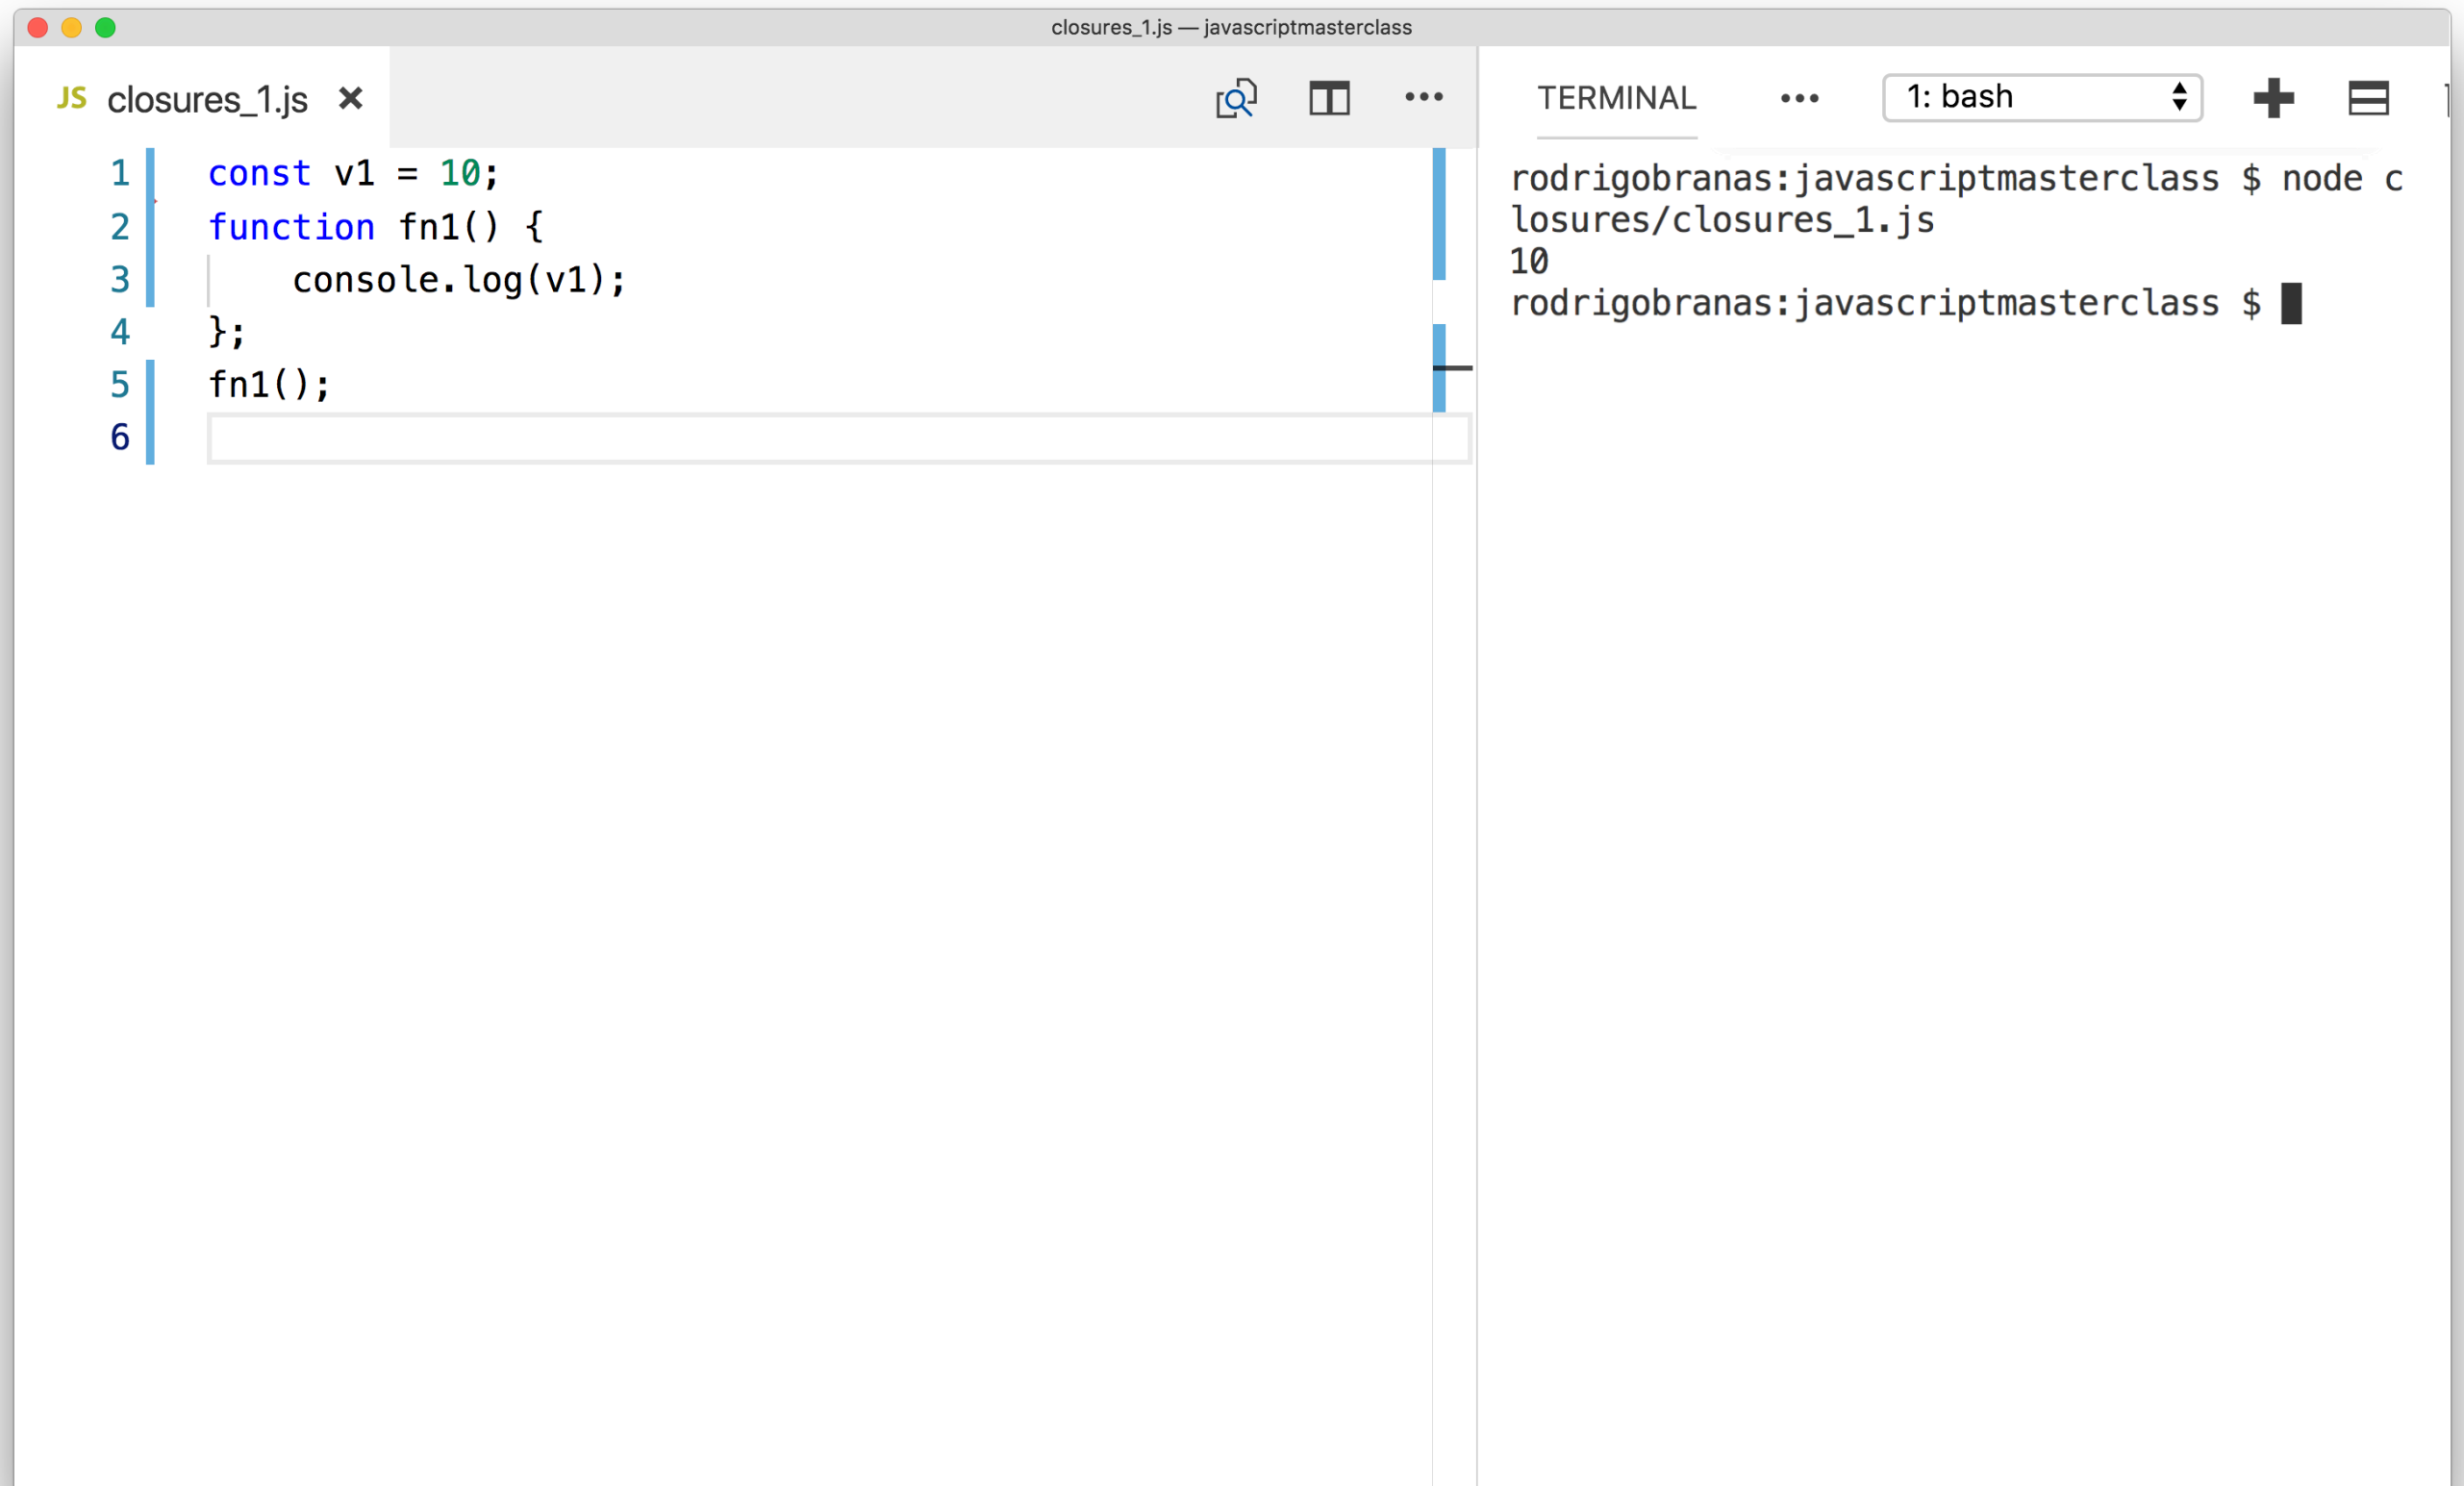 closures_1.js — javascriptmasterclass
JS closures_1.js
TERMINAL
1: bash
1 const v1 = 10;
2 function fn1() {
3 console.log(v1);
4 };
5 fn1();
6
rodrigobranas:javascriptmasterclass $ node c
losures/closures_1.js
10
rodrigobranas:javascriptmasterclass $